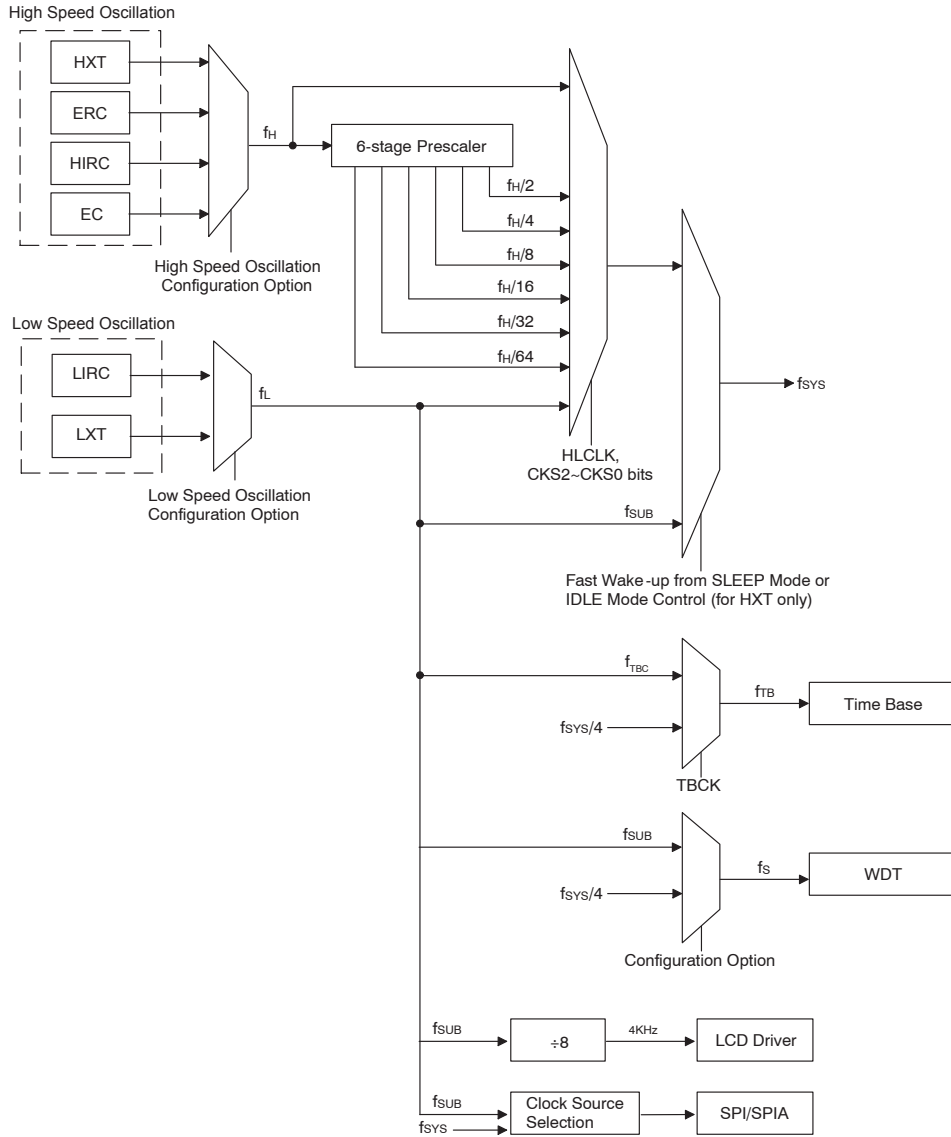 High Speed Oscillation
HXT
ERC
HIRC
EC
fH
6-stage Prescaler
fH/2
fH/4
fH/8
fH/16
fH/32
fH/64
High Speed Oscillation
Configuration Option
Low Speed Oscillation
LIRC
LXT
fL
Low Speed Oscillation
Configuration Option
HLCLK,
CKS2~CKS0 bits
fSYS
fSUB
Fast Wake-up from SLEEP Mode or
IDLE Mode Control (for HXT only)
fTBC
fSYS/4
fTB
Time Base
TBCK
fSUB
fSYS/4
fS
WDT
Configuration Option
fSUB
÷8
4KHz
LCD Driver
fSUB
fSYS
Clock Source
Selection
SPI/SPIA